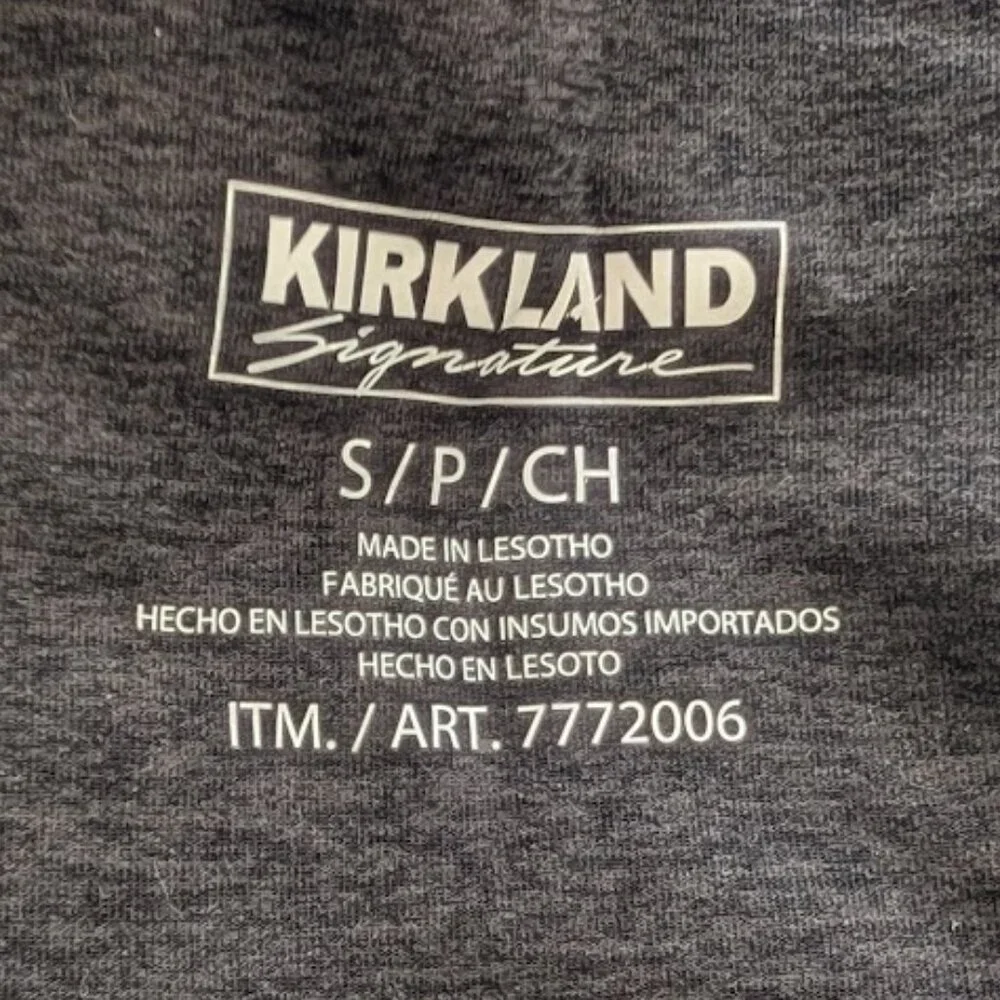 KIRKLAND
Signature
S / P / CH
MADE IN LESOTHO
FABRIQUÉ AU LESOTHO
HECHO EN LESOTHO CON INSUMOS IMPORTADOS
HECHO EN LESOTO
ITM. / ART. 7772006